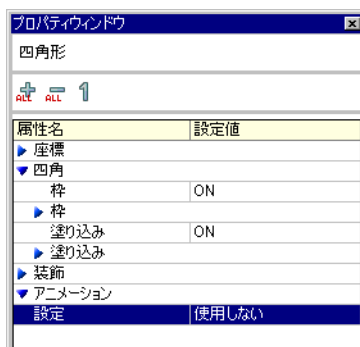 プロパティウィンドウ
四角形
ALL ALL 1
属性名 設定値
座標
四角
枠 ON
枠
塗り込み ON
塗り込み
装飾
アニメーション
設定 使用しない